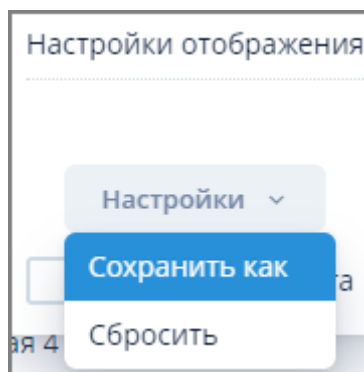 Настройки отображения
Настройки
Сохранить как
Сбросить